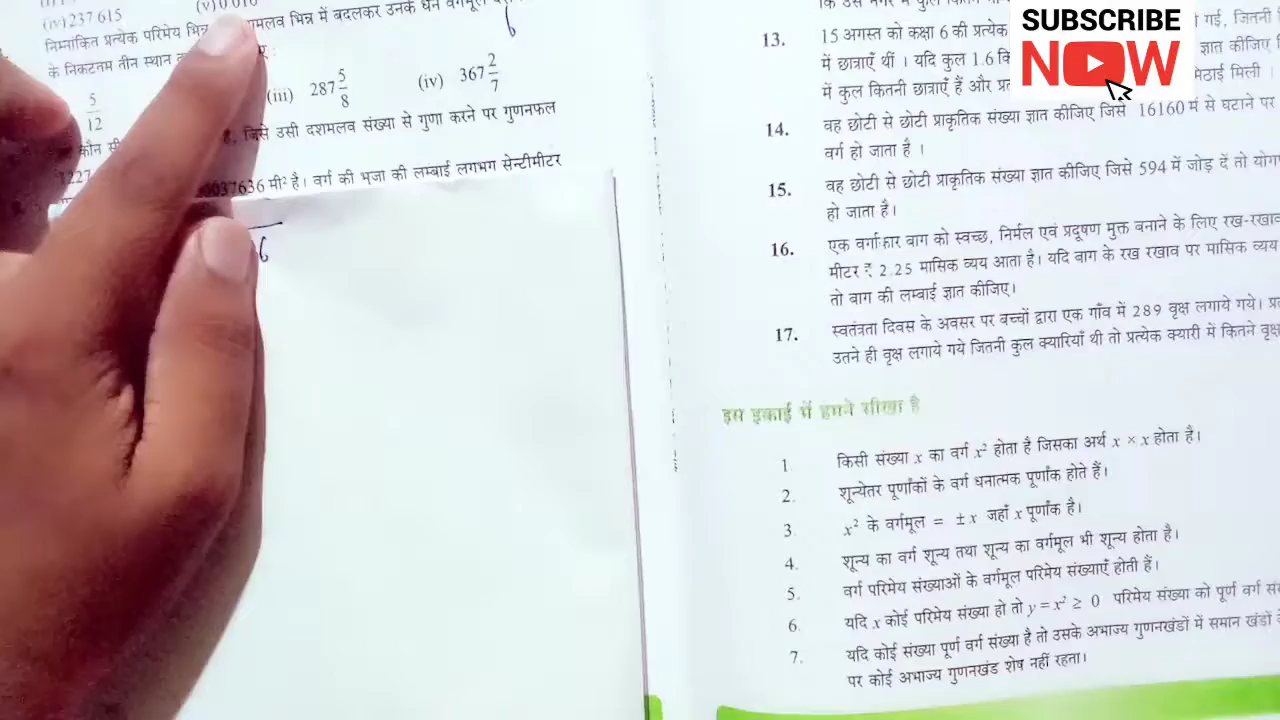 (iv) 237.615
(v) 0.016
निम्नांकित प्रत्येक परिमेय भिन्न दशमलव भिन्न में बदलकर उनके धन वर्गमूल
के निकटतम तीन स्थान
5/12
(iii) 287 5/8
(iv) 367 2/7
कौन सी है, जिसे उसी दशमलव संख्या से गुणा करने पर गुणनफल
1227
0037636 मी² है। वर्ग की भुजा की लम्बाई लगभग सेन्टीमीटर
6
6
SUBSCRIBE
NOW
कि उस नगर में कुल कितने
13. 15 अगस्त को कक्षा 6 की प्रत्येक गई, जितनी
में छात्राएँ थीं । यदि कुल 1.6 कि ज्ञात कीजिए
में कुल कितनी छात्राएँ हैं और प्र मिठाई मिली ।
14. वह छोटी से छोटी प्राकृतिक संख्या ज्ञात कीजिए जिसे 16160 में से घटाने पर
वर्ग हो जाता है ।
15. वह छोटी से छोटी प्राकृतिक संख्या ज्ञात कीजिए जिसे 594 में जोड़ दें तो योग
हो जाता है।
16. एक वर्गाकार बाग को स्वच्छ, निर्मल एवं प्रदूषण मुक्त बनाने के लिए रख-रखाव
मीटर ₹ 2.25 मासिक व्यय आता है। यदि बाग के रख रखाव पर मासिक व्यय
तो बाग की लम्बाई ज्ञात कीजिए।
17. स्वतंत्रता दिवस के अवसर पर बच्चों द्वारा एक गाँव में 289 वृक्ष लगाये गये। प्र
उतने ही वृक्ष लगाये गये जितनी कुल क्यारियाँ थी तो प्रत्येक क्यारी में कितने वृक्ष
इस इकाई में हमने सीखा है
1 किसी संख्या x का वर्ग x² होता है जिसका अर्थ x × x होता है।
2. शून्येतर पूर्णांकों के वर्ग धनात्मक पूर्णांक होते हैं।
3. x² के वर्गमूल = ±x जहाँ x पूर्णांक है।
4. शून्य का वर्ग शून्य तथा शून्य का वर्गमूल भी शून्य होता है।
5. वर्ग परिमेय संख्याओं के वर्गमूल परिमेय संख्याएँ होती हैं।
6. यदि x कोई परिमेय संख्या हो तो y = x² ≥ 0 परिमेय संख्या को पूर्ण वर्ग
7. यदि कोई संख्या पूर्ण वर्ग संख्या है तो उसके अभाज्य गुणनखंडों में समान खंडों
पर कोई अभाज्य गुणनखंड शेष नहीं रहता।